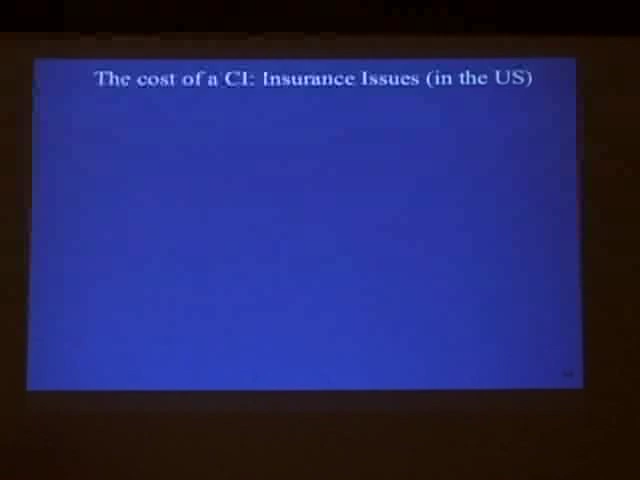 The cost of a CI: Insurance Issues (in the US)